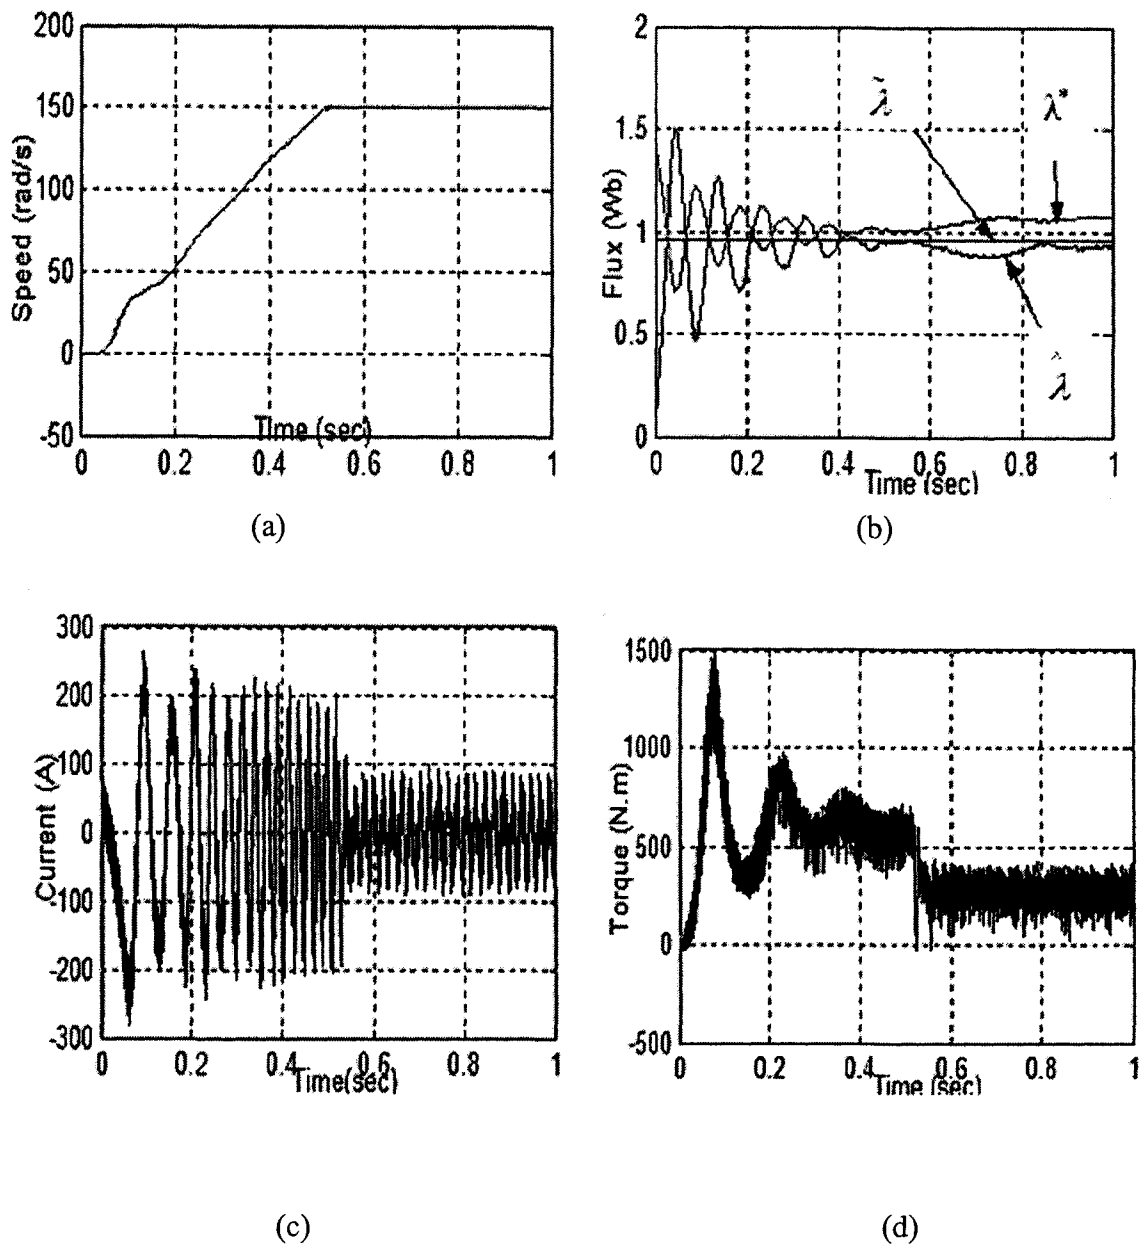 200
150
100
50
0
-50
Speed (rad/s)
Time (sec)
0 0.2 0.4 0.6 0.8 1
(a)
2
1.5
1
0.5
0
Flux (Wb)
λ̃
λ*
λ̂
0 0.2 0.4 0.6 0.8 1
Time (sec)
(b)
300
200
100
0
-100
-200
-300
Current (A)
0 0.2 0.4 0.6 0.8 1
Time(sec)
(c)
1500
1000
500
0
-500
Torque (N.m)
0 0.2 0.4 0.6 0.8 1
Time (sec)
(d)